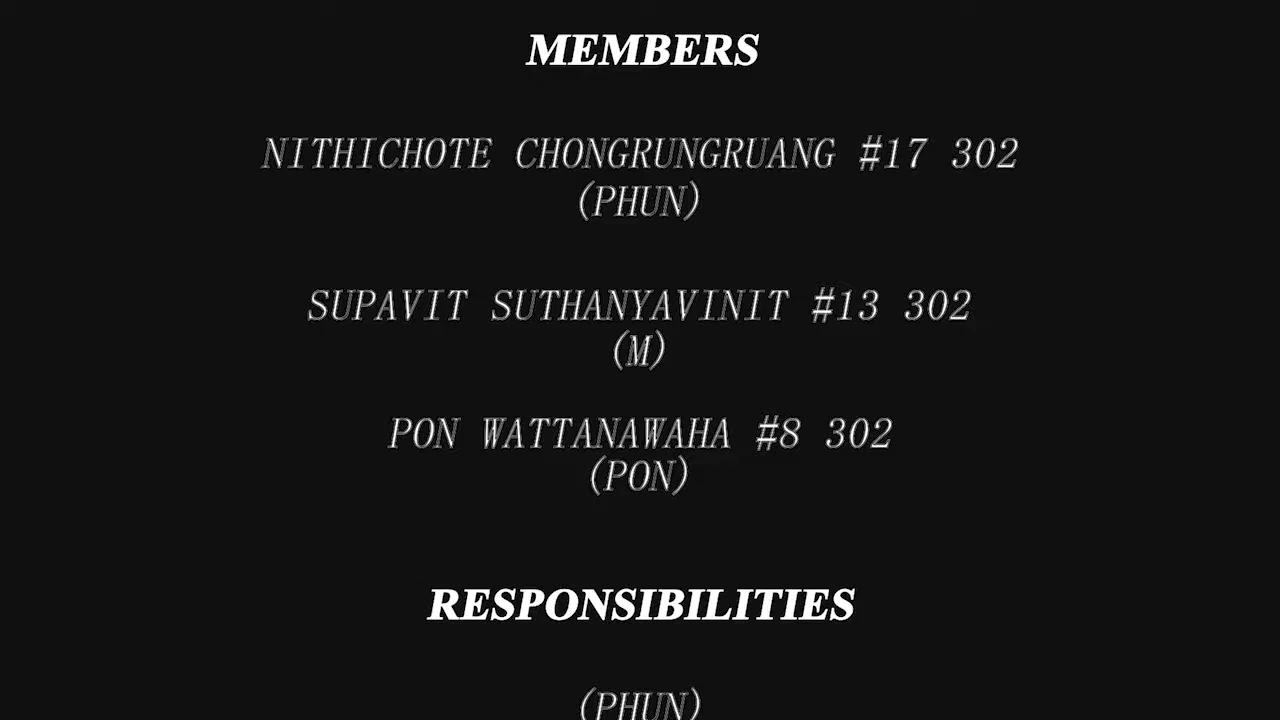 MEMBERS
NITHICHOTE CHONGRUNGRUANG #17 302
(PHUN)
SUPAVIT SUTHANYAVINIT #13 302
(M)
PON WATTANAWAHA #8 302
(PON)
RESPONSIBILITIES
(PHUN)